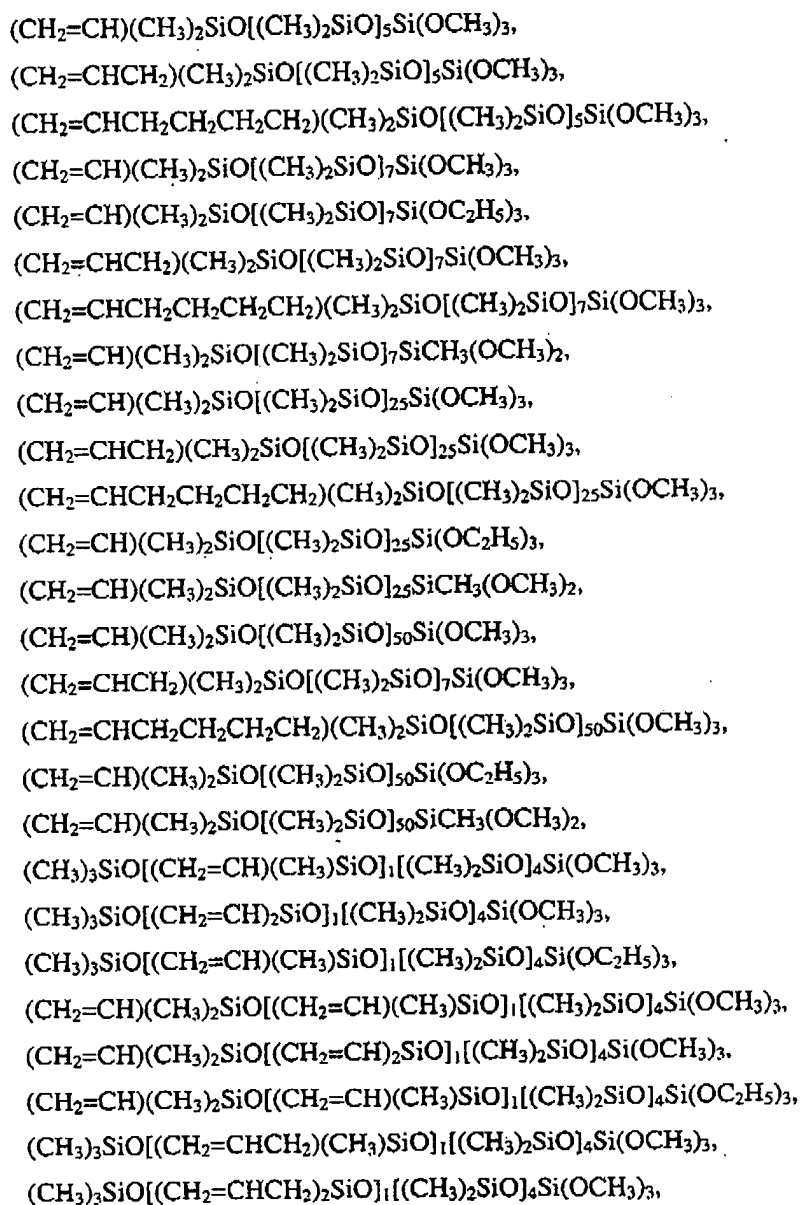 (CH₂=CH)(CH₃)₂SiO[(CH₃)₂SiO]₅Si(OCH₃)₃,
(CH₂=CHCH₂)(CH₃)₂SiO[(CH₃)₂SiO]₅Si(OCH₃)₃,
(CH₂=CHCH₂CH₂CH₂CH₂)(CH₃)₂SiO[(CH₃)₂SiO]₅Si(OCH₃)₃,
(CH₂=CH)(CH₃)₂SiO[(CH₃)₂SiO]₇Si(OCH₃)₃,
(CH₂=CH)(CH₃)₂SiO[(CH₃)₂SiO]₇Si(OC₂H₅)₃,
(CH₂=CHCH₂)(CH₃)₂SiO[(CH₃)₂SiO]₇Si(OCH₃)₃,
(CH₂=CHCH₂CH₂CH₂CH₂)(CH₃)₂SiO[(CH₃)₂SiO]₇Si(OCH₃)₃,
(CH₂=CH)(CH₃)₂SiO[(CH₃)₂SiO]₇SiCH₃(OCH₃)₂,
(CH₂=CH)(CH₃)₂SiO[(CH₃)₂SiO]₂₅Si(OCH₃)₃,
(CH₂=CHCH₂)(CH₃)₂SiO[(CH₃)₂SiO]₂₅Si(OCH₃)₃,
(CH₂=CHCH₂CH₂CH₂CH₂)(CH₃)₂SiO[(CH₃)₂SiO]₂₅Si(OCH₃)₃,
(CH₂=CH)(CH₃)₂SiO[(CH₃)₂SiO]₂₅Si(OC₂H₅)₃,
(CH₂=CH)(CH₃)₂SiO[(CH₃)₂SiO]₂₅SiCH₃(OCH₃)₂,
(CH₂=CH)(CH₃)₂SiO[(CH₃)₂SiO]₅₀Si(OCH₃)₃,
(CH₂=CHCH₂)(CH₃)₂SiO[(CH₃)₂SiO]₇Si(OCH₃)₃,
(CH₂=CHCH₂CH₂CH₂CH₂)(CH₃)₂SiO[(CH₃)₂SiO]₅₀Si(OCH₃)₃,
(CH₂=CH)(CH₃)₂SiO[(CH₃)₂SiO]₅₀Si(OC₂H₅)₃,
(CH₂=CH)(CH₃)₂SiO[(CH₃)₂SiO]₅₀SiCH₃(OCH₃)₂,
(CH₃)₃SiO[(CH₂=CH)(CH₃)SiO]₁[(CH₃)₂SiO]₄Si(OCH₃)₃,
(CH₃)₃SiO[(CH₂=CH)₂SiO]₁[(CH₃)₂SiO]₄Si(OCH₃)₃,
(CH₃)₃SiO[(CH₂=CH)(CH₃)SiO]₁[(CH₃)₂SiO]₄Si(OC₂H₅)₃,
(CH₂=CH)(CH₃)₂SiO[(CH₂=CH)(CH₃)SiO]₁[(CH₃)₂SiO]₄Si(OCH₃)₃,
(CH₂=CH)(CH₃)₂SiO[(CH₂=CH)₂SiO]₁[(CH₃)₂SiO]₄Si(OCH₃)₃.
(CH₂=CH)(CH₃)₂SiO[(CH₂=CH)(CH₃)SiO]₁[(CH₃)₂SiO]₄Si(OC₂H₅)₃,
(CH₃)₃SiO[(CH₂=CHCH₂)(CH₃)SiO]₁[(CH₃)₂SiO]₄Si(OCH₃)₃,
(CH₃)₃SiO[(CH₂=CHCH₂)₂SiO]₁[(CH₃)₂SiO]₄Si(OCH₃)₃,